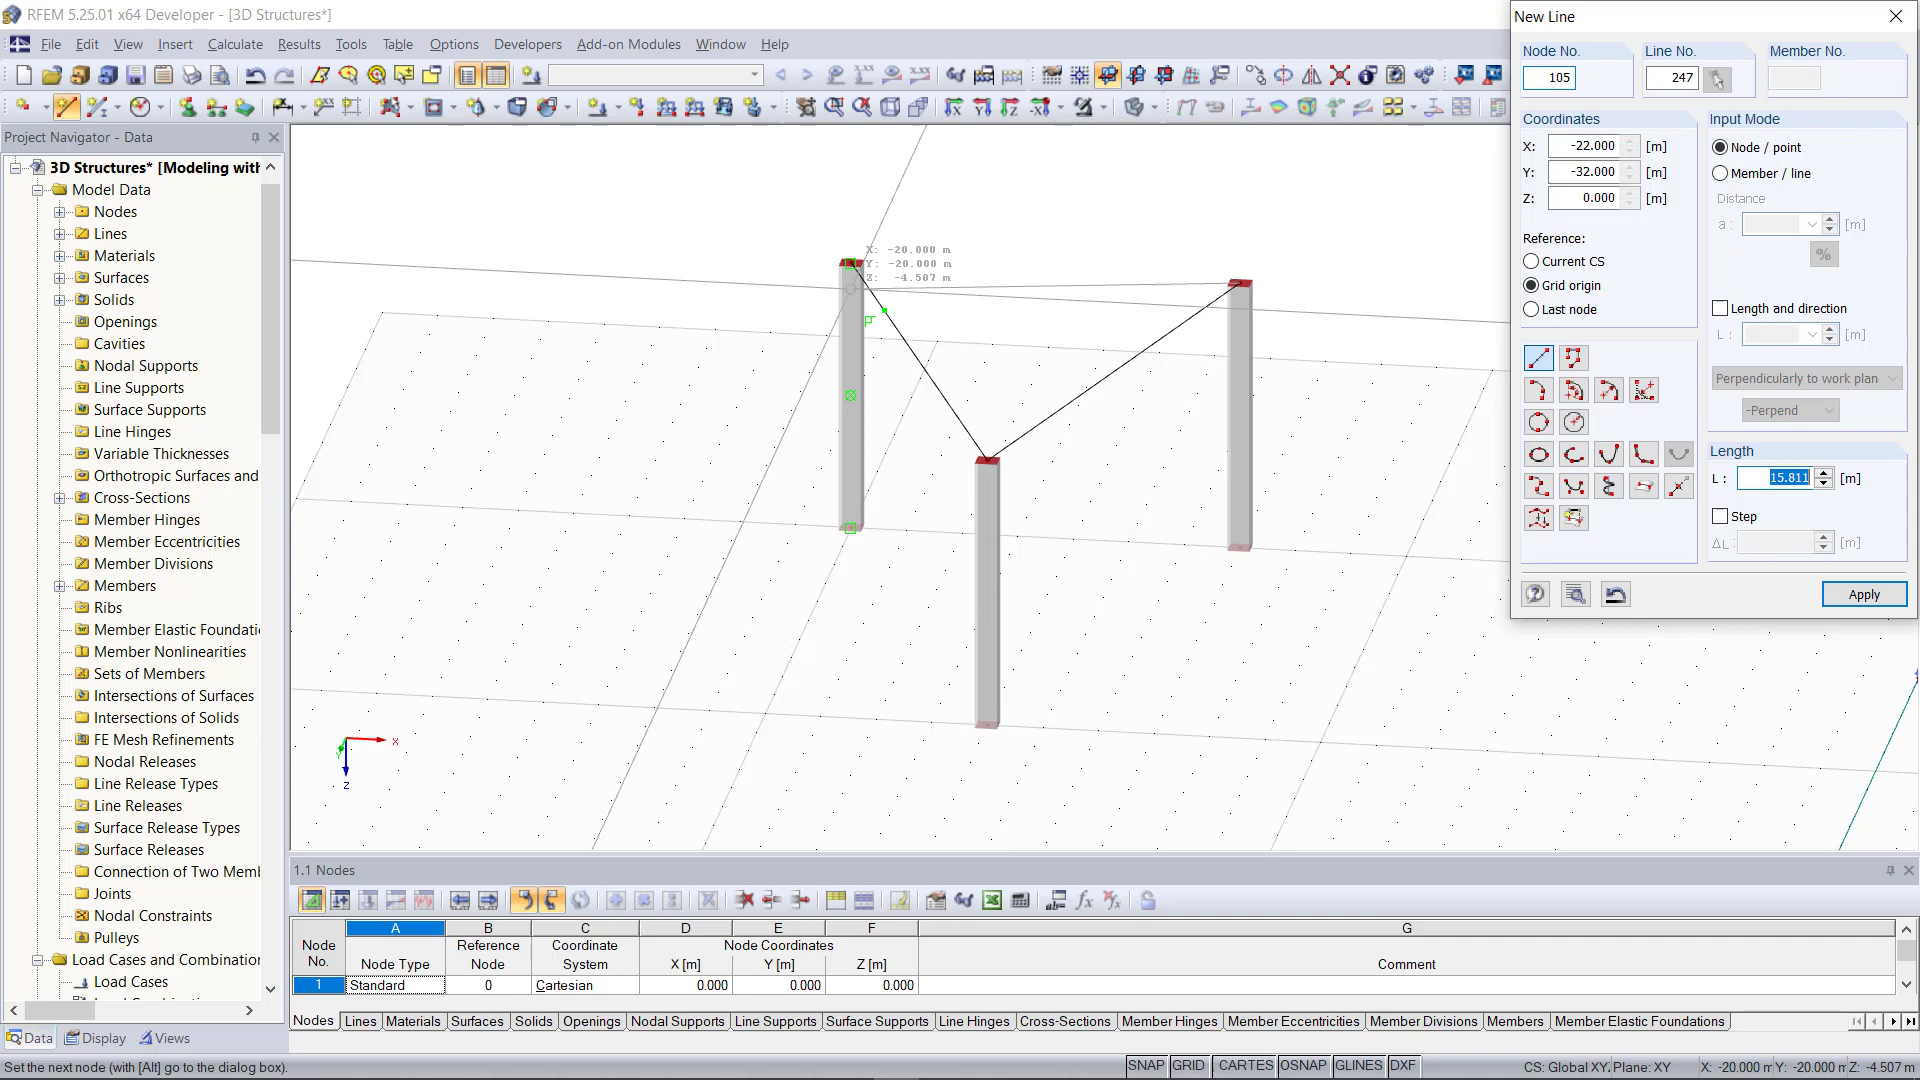 RFEM 5.25.01 x64 Developer - [3D Structures*]
File Edit View Insert Calculate Results Tools Table Options Developers Add-on Modules Window Help
Project Navigator - Data
3D Structures* [Modeling with
Model Data
Nodes
Lines
Materials
Surfaces
Solids
Openings
Cavities
Nodal Supports
Line Supports
Surface Supports
Line Hinges
Variable Thicknesses
Orthotropic Surfaces and
Cross-Sections
Member Hinges
Member Eccentricities
Member Divisions
Members
Ribs
Member Elastic Foundati
Member Nonlinearities
Sets of Members
Intersections of Surfaces
Intersections of Solids
FE Mesh Refinements
Nodal Releases
Line Release Types
Line Releases
Surface Release Types
Surface Releases
Connection of Two Memb
Joints
Nodal Constraints
Pulleys
Load Cases and Combination
Load Cases
Data Display Views
X: -20.000 m
Y: -20.000 m
Z: -4.507 m
x
Y
z
New Line
Node No. Line No. Member No.
105 247
Coordinates
X: -22.000 [m]
Y: -32.000 [m]
Z: 0.000 [m]
Reference:
Current CS
Grid origin
Last node
Input Mode
Node / point
Member / line
Distance
a : [m]
%
Length and direction
L : [m]
Perpendicularly to work plan
-Perpend
Length
L : 15.811 [m]
Step
ΔL : [m]
Apply
1.1 Nodes
A B C D E F G
Node Reference Coordinate Node Coordinates
No. Node Type Node System X [m] Y [m] Z [m] Comment
1 Standard 0 Cartesian 0.000 0.000 0.000
Nodes Lines Materials Surfaces Solids Openings Nodal Supports Line Supports Surface Supports Line Hinges Cross-Sections Member Hinges Member Eccentricities Member Divisions Members Member Elastic Foundations
Set the next node (with [Alt] go to the dialog box).
SNAP GRID CARTES OSNAP GLINES DXF
CS: Global XYZ Plane: XY X: -20.000 m Y: -20.000 m Z: -4.507 m